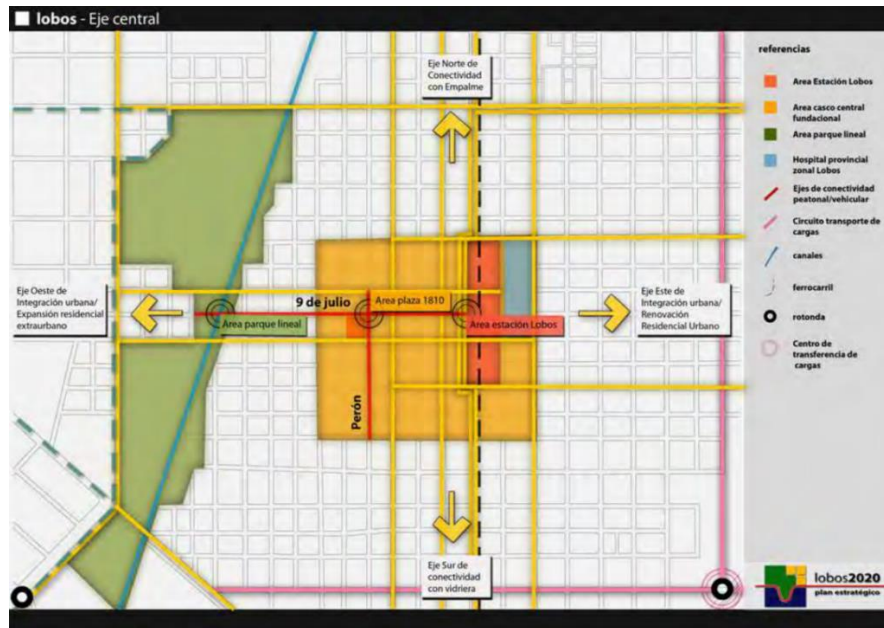 lobos - Eje central
Eje Norte de
Conectividad
con Empalme
Eje Oeste de
Integración urbana/
Expansión residencial
extraurbano
9 de julio
Area plaza 1810
Area parque lineal
Area estación Lobos
Perón
Eje Este de
Integración urbana/
Renovación
Residencial Urbano
Eje Sur de
conectividad
con vidriera
referencias
Area Estación Lobos
Area casco central
fundacional
Area parque lineal
Hospital provincial
zonal Lobos
Ejes de conectividad
peatonal/vehicular
Circuito transporte de
cargas
canales
ferrocarril
rotonda
Centro de
transferencia de
cargas
lobos2020
plan estratégico